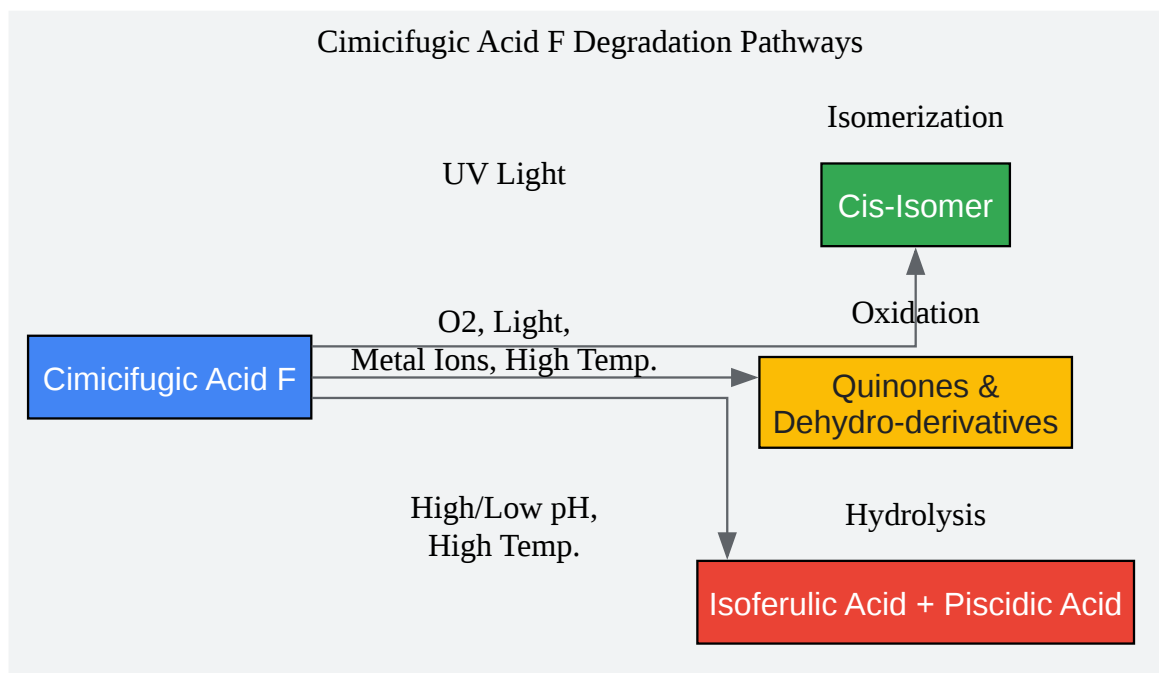 Cimicifugic Acid F Degradation Pathways
Isomerization
UV Light
Cis-Isomer
Oxidation
O2, Light,
Metal Ions, High Temp.
Cimicifugic Acid F
Quinones &
Dehydro-derivatives
High/Low pH,
High Temp.
Hydrolysis
Isoferulic Acid + Piscidic Acid